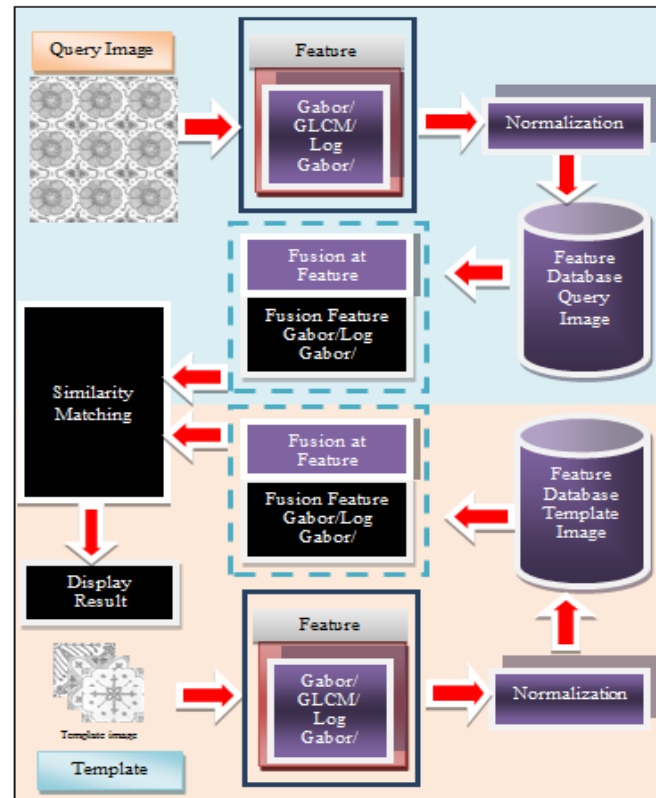 Query Image
Feature
Gabor/
GLCM/
Log
Gabor/
Normalization
Feature
Database
Query
Image
Fusion at
Feature
Fusion Feature
Gabor/Log
Gabor/
Similarity
Matching
Fusion at
Feature
Fusion Feature
Gabor/Log
Gabor/
Feature
Database
Template
Image
Display
Result
Feature
Gabor/
GLCM/
Log
Gabor/
Normalization
Template image
Template